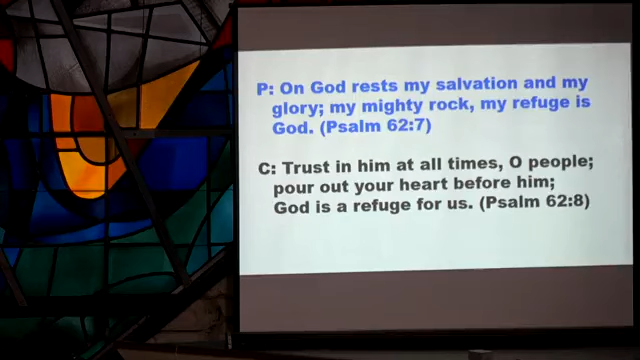 P: On God rests my salvation and my
glory; my mighty rock, my refuge is
God. (Psalm 62:7)
C: Trust in him at all times, O people;
pour out your heart before him;
God is a refuge for us. (Psalm 62:8)